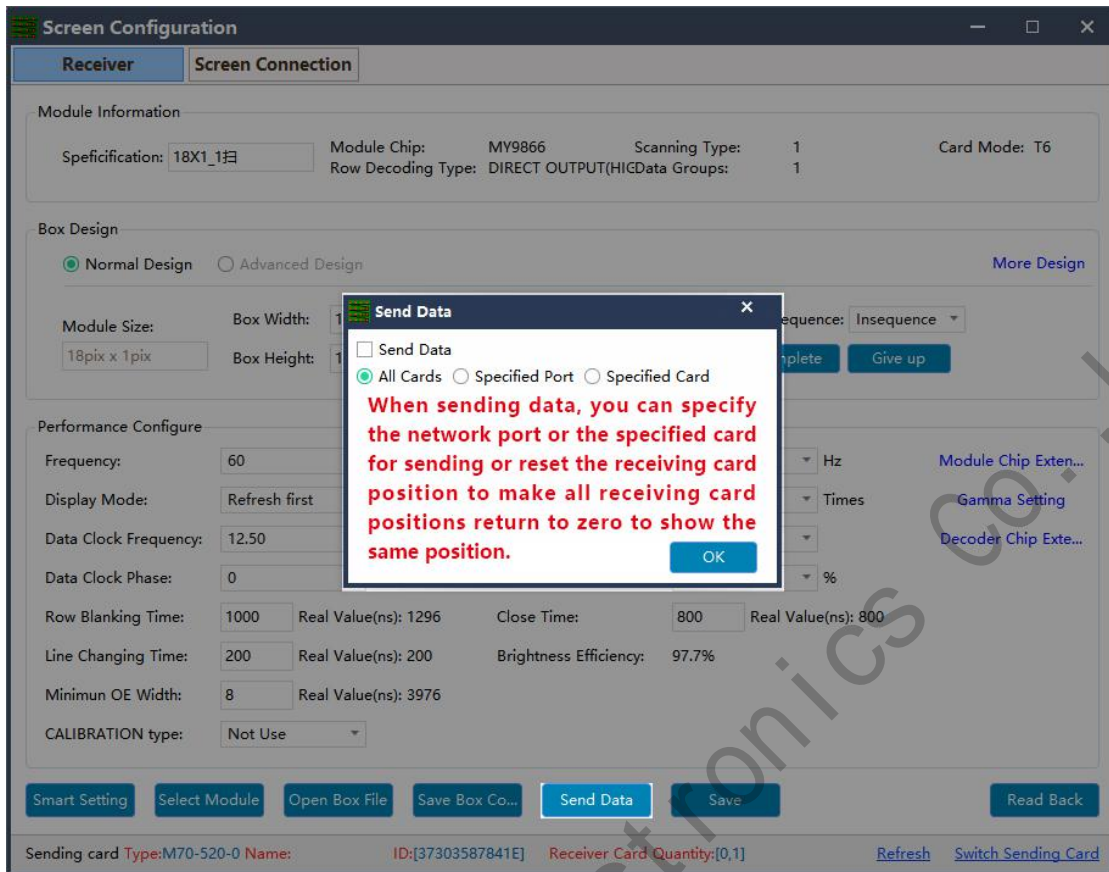 Screen Configuration
Receiver Screen Connection
Module Information
Speficification: 18X1_1扫 Module Chip: MY9866 Scanning Type: 1 Card Mode: T6
Row Decoding Type: DIRECT OUTPUT(HIG Data Groups: 1
Box Design
Normal Design Advanced Design More Design
Module Size: Box Width: 1 equence: Insequence
18pix x 1pix Box Height: 1 nplete Give up
Send Data
Send Data
All Cards Specified Port Specified Card
When sending data, you can specify
the network port or the specified card
for sending or reset the receiving card
position to make all receiving card
positions return to zero to show the
same position.
OK
Performance Configure
Frequency: 60 Hz Module Chip Exten...
Display Mode: Refresh first Times Gamma Setting
Data Clock Frequency: 12.50 Decoder Chip Exte...
Data Clock Phase: 0 %
Row Blanking Time: 1000 Real Value(ns): 1296 Close Time: 800 Real Value(ns): 800
Line Changing Time: 200 Real Value(ns): 200 Brightness Efficiency: 97.7%
Minimun OE Width: 8 Real Value(ns): 3976
CALIBRATION type: Not Use
Smart Setting Select Module Open Box File Save Box Co... Send Data Save Read Back
Sending card Type:M70-520-0 Name: ID:[37303587841E] Receiver Card Quantity:[0,1] Refresh Switch Sending Card
stronics Co.,L